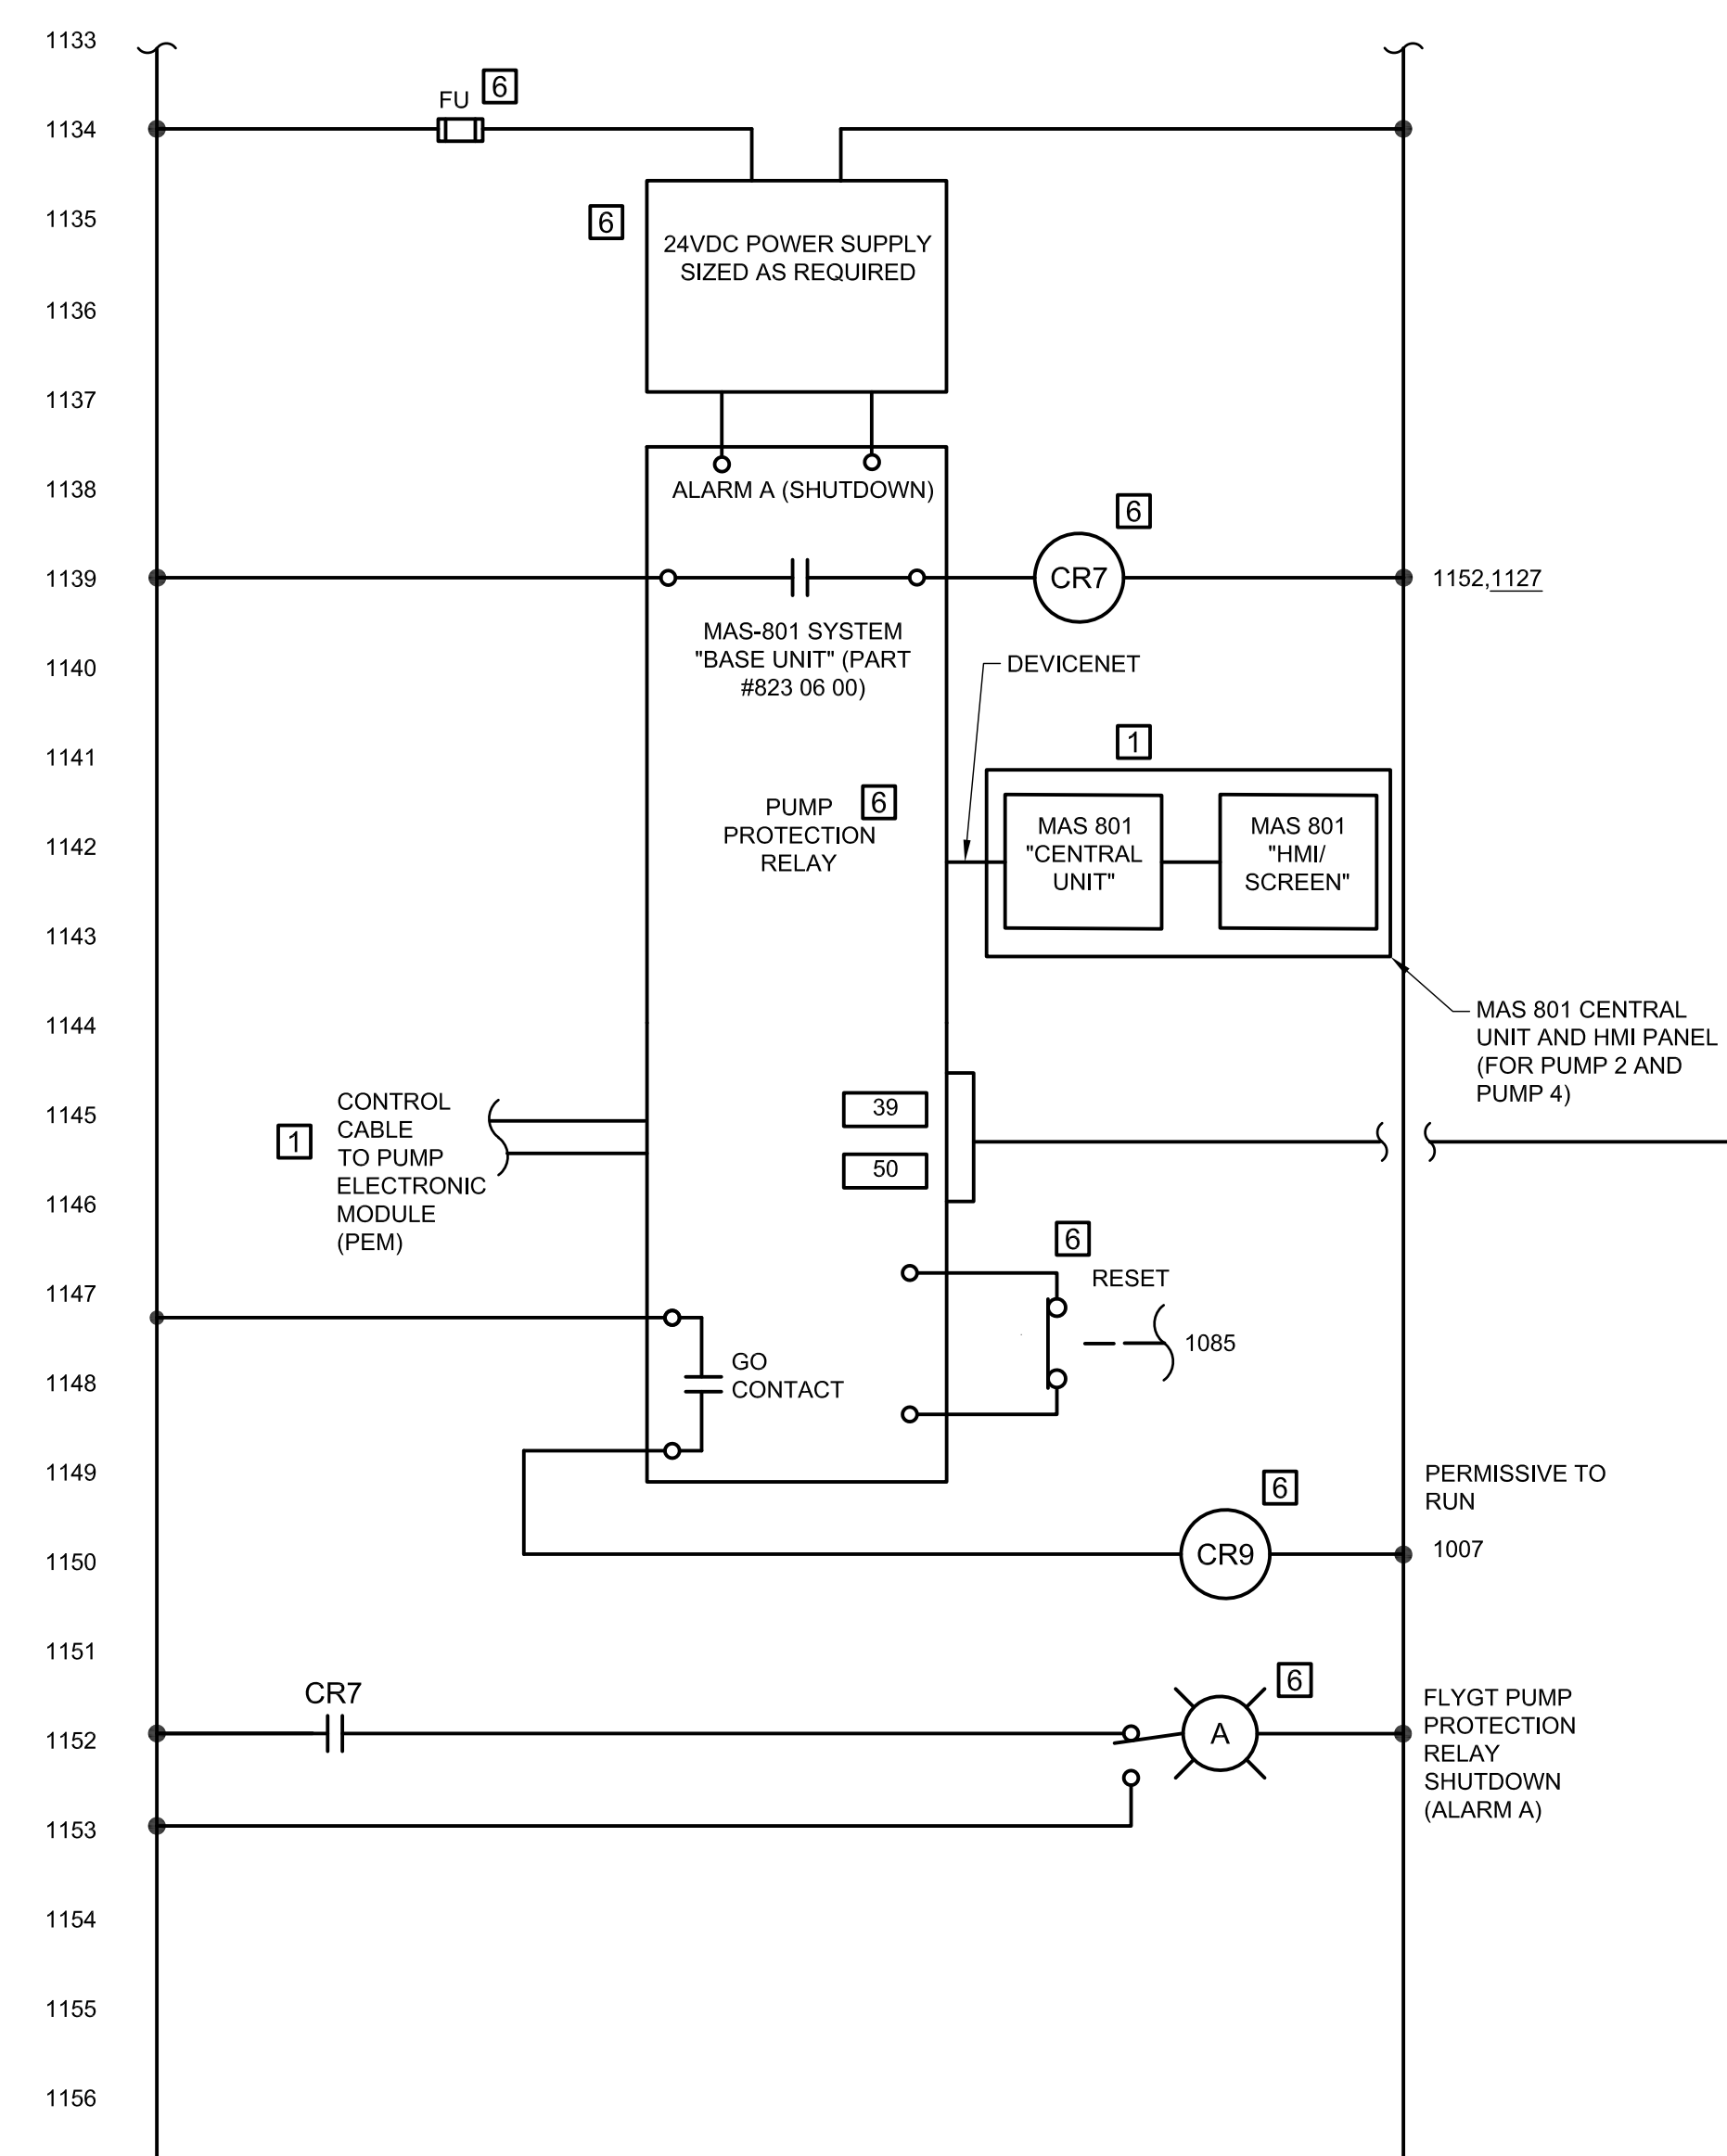 1133
FU 6
1134
1135
6
24VDC POWER SUPPLY
SIZED AS REQUIRED
1136
1137
1138
ALARM A (SHUTDOWN)
6
1139
CR7
1152,1127
MAS-801 SYSTEM
"BASE UNIT" (PART
#823 06 00)
1140
DEVICENET
1141
1
PUMP
PROTECTION
RELAY
6
1142
MAS 801
"CENTRAL
UNIT"
MAS 801
"HMI/
SCREEN"
1143
1144
MAS 801 CENTRAL
UNIT AND HMI PANEL
(FOR PUMP 2 AND
PUMP 4)
1145
1
CONTROL
CABLE
TO PUMP
ELECTRONIC
MODULE
(PEM)
39
50
1146
6
RESET
1147
1085
1148
GO
CONTACT
1149
6
PERMISSIVE TO
RUN
1150
CR9
1007
1151
CR7
6
1152
A
FLYGT PUMP
PROTECTION
RELAY
SHUTDOWN
(ALARM A)
1153
1154
1155
1156